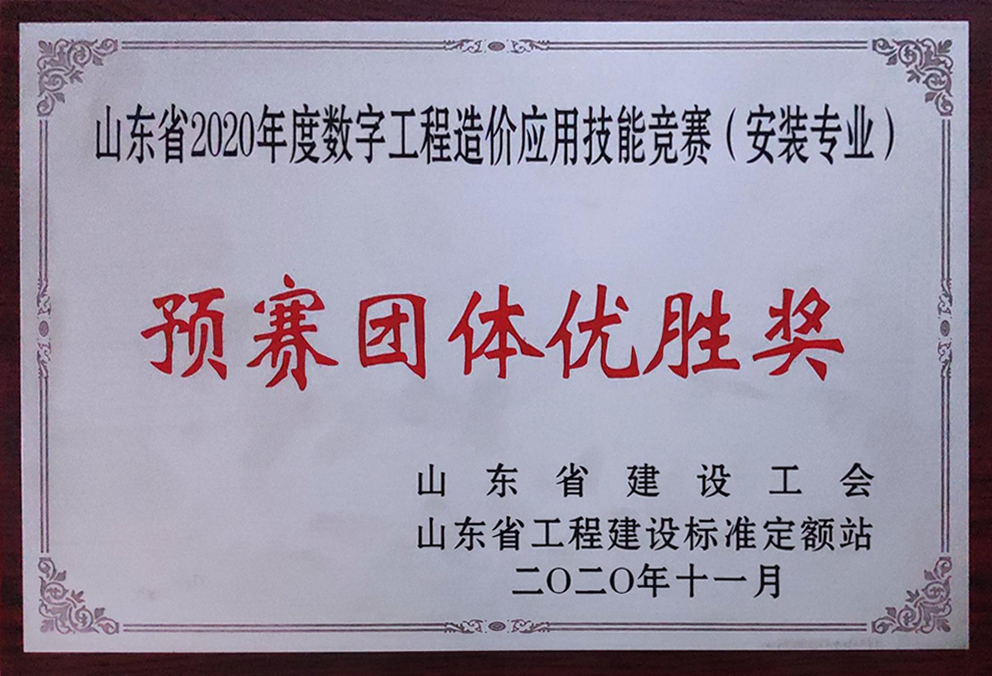 山东省2020年度数字工程造价应用技能竞赛（安装专业）
预赛团体优胜奖
山东省建设工会
山东省工程建设标准定额站
二〇二〇年十一月